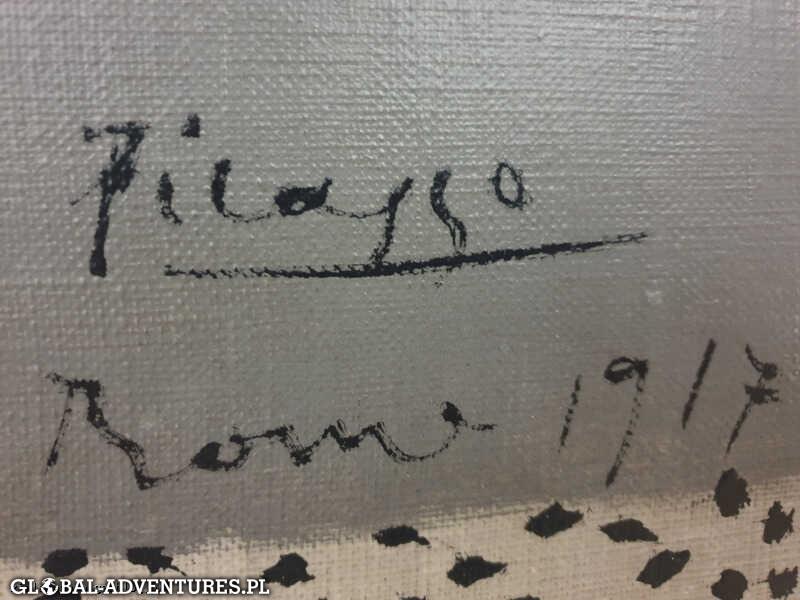 Picasso
Rome 1917
GLOBAL-ADVENTURES.PL